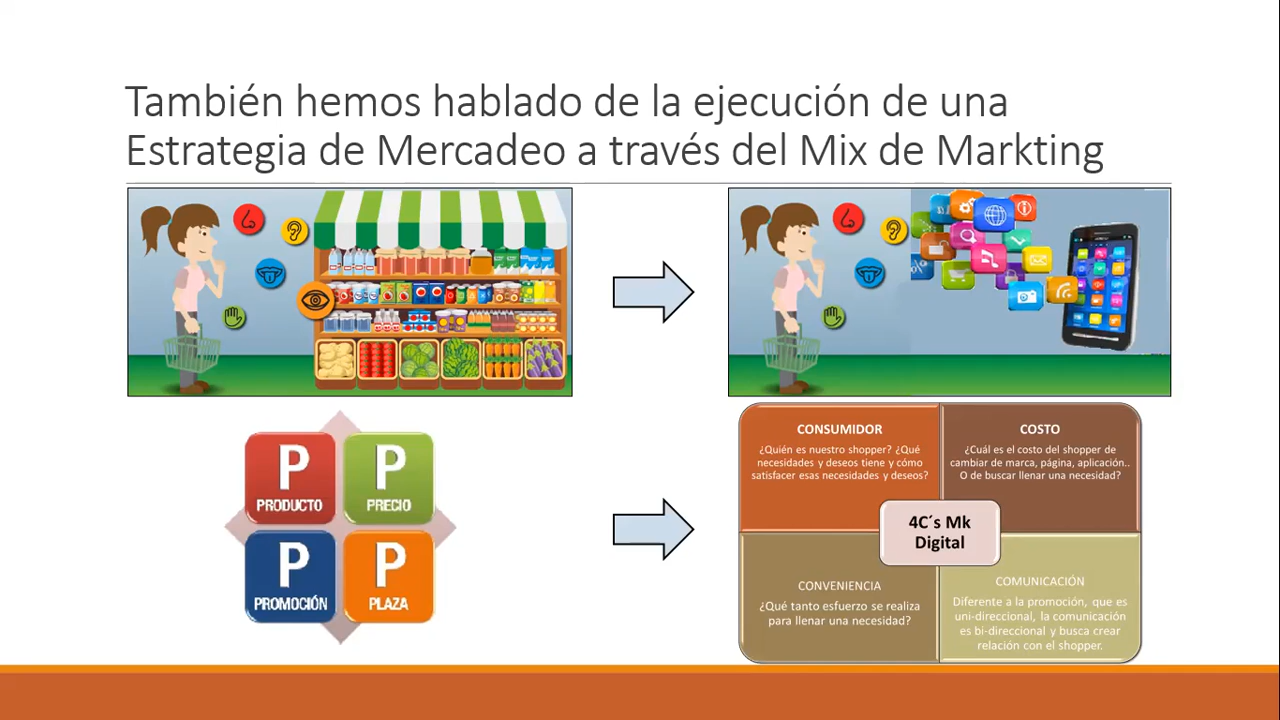 También hemos hablado de la ejecución de una
Estrategia de Mercadeo a través del Mix de Markting
P
PRODUCTO
P
PRECIO
P
PROMOCIÓN
P
PLAZA
CONSUMIDOR
¿Quién es nuestro shopper? ¿Qué
necesidades y deseos tiene y cómo
satisfacer esas necesidades y deseos?
COSTO
¿Cuál es el costo del shopper de
cambiar de marca, página, aplicación..
O de buscar llenar una necesidad?
4C´s Mk
Digital
CONVENIENCIA
¿Qué tanto esfuerzo se realiza
para llenar una necesidad?
COMUNICACIÓN
Diferente a la promoción, que es
uni-direccional, la comunicación
es bi-direccional y busca crear
relación con el shopper.